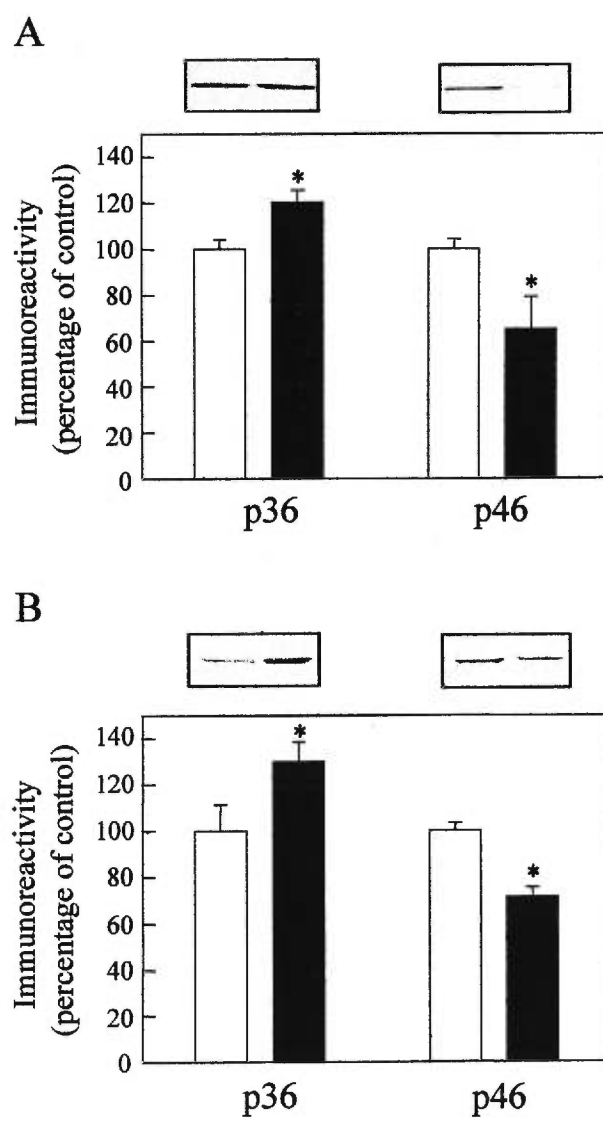 A
140
120
100
80
60
40
20
0
Immunoreactivity
(percentage of control)
*
*
p36
p46
B
140
120
100
80
60
40
20
0
Immunoreactivity
(percentage of control)
*
*
p36
p46